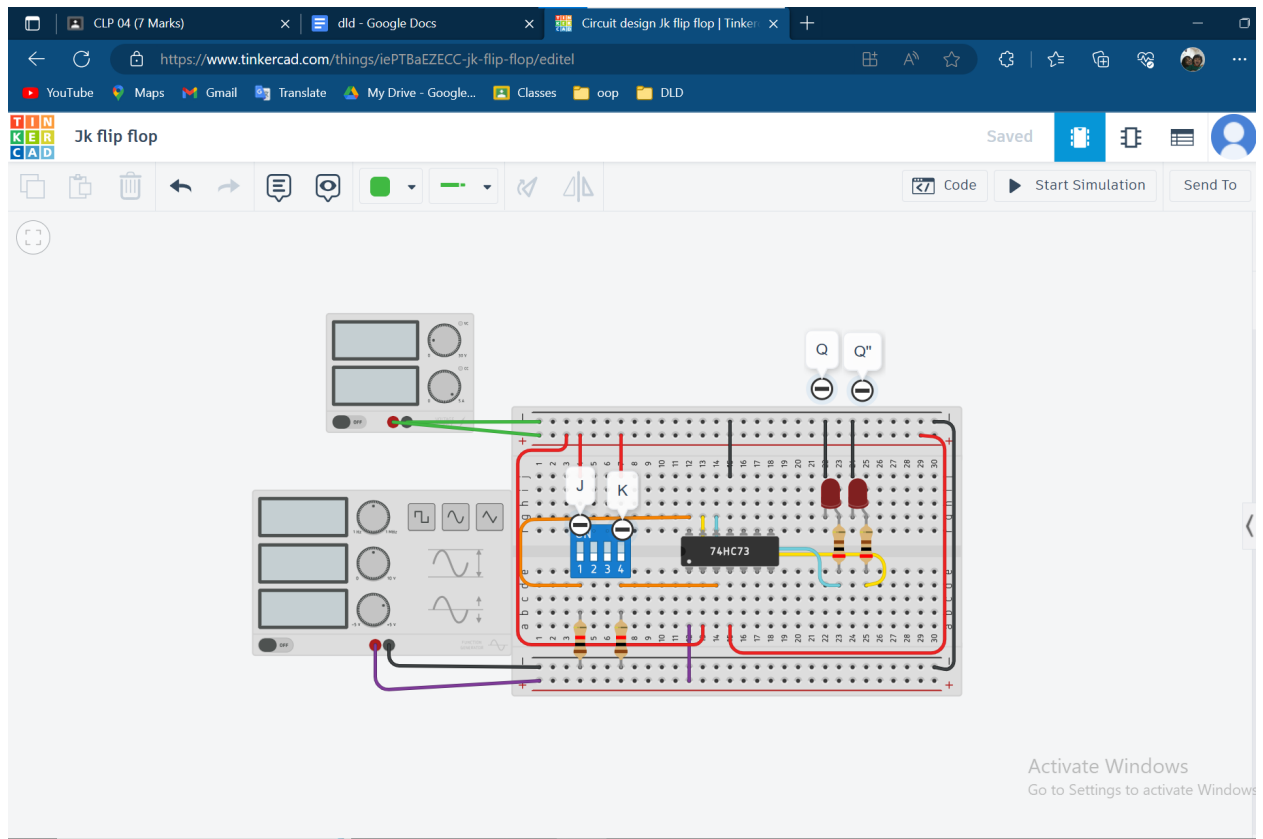 CLP 04 (7 Marks)
dld - Google Docs
Circuit design Jk flip flop | Tinker
https://www.tinkercad.com/things/iePTBaEZECC-jk-flip-flop/editel
YouTube Maps Gmail Translate My Drive - Google... Classes oop DLD
TIN
KER
CAD
Jk flip flop
Saved
Code
Start Simulation
Send To
Q Q"
OFF
J K
1 2 3 4
74HC73
OFF
Activate Windows
Go to Settings to activate Windows